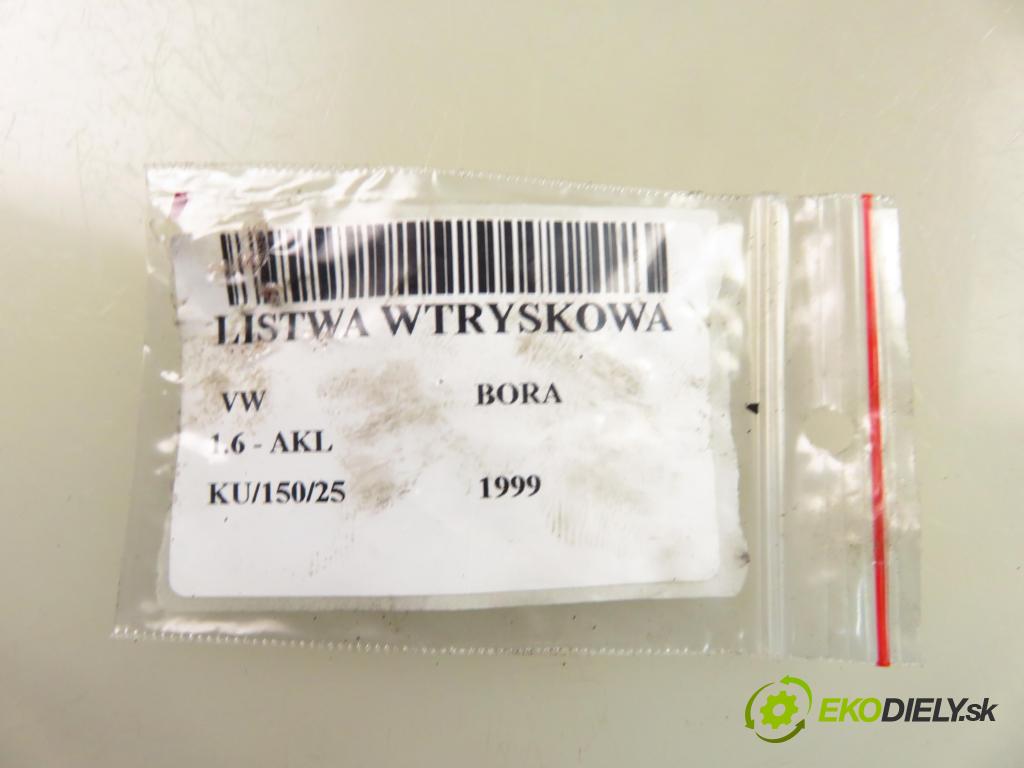 LISTWA WTRYSKOWA
VW BORA
1.6 - AKL
KU/150/25 1999
EKODIELY.sk